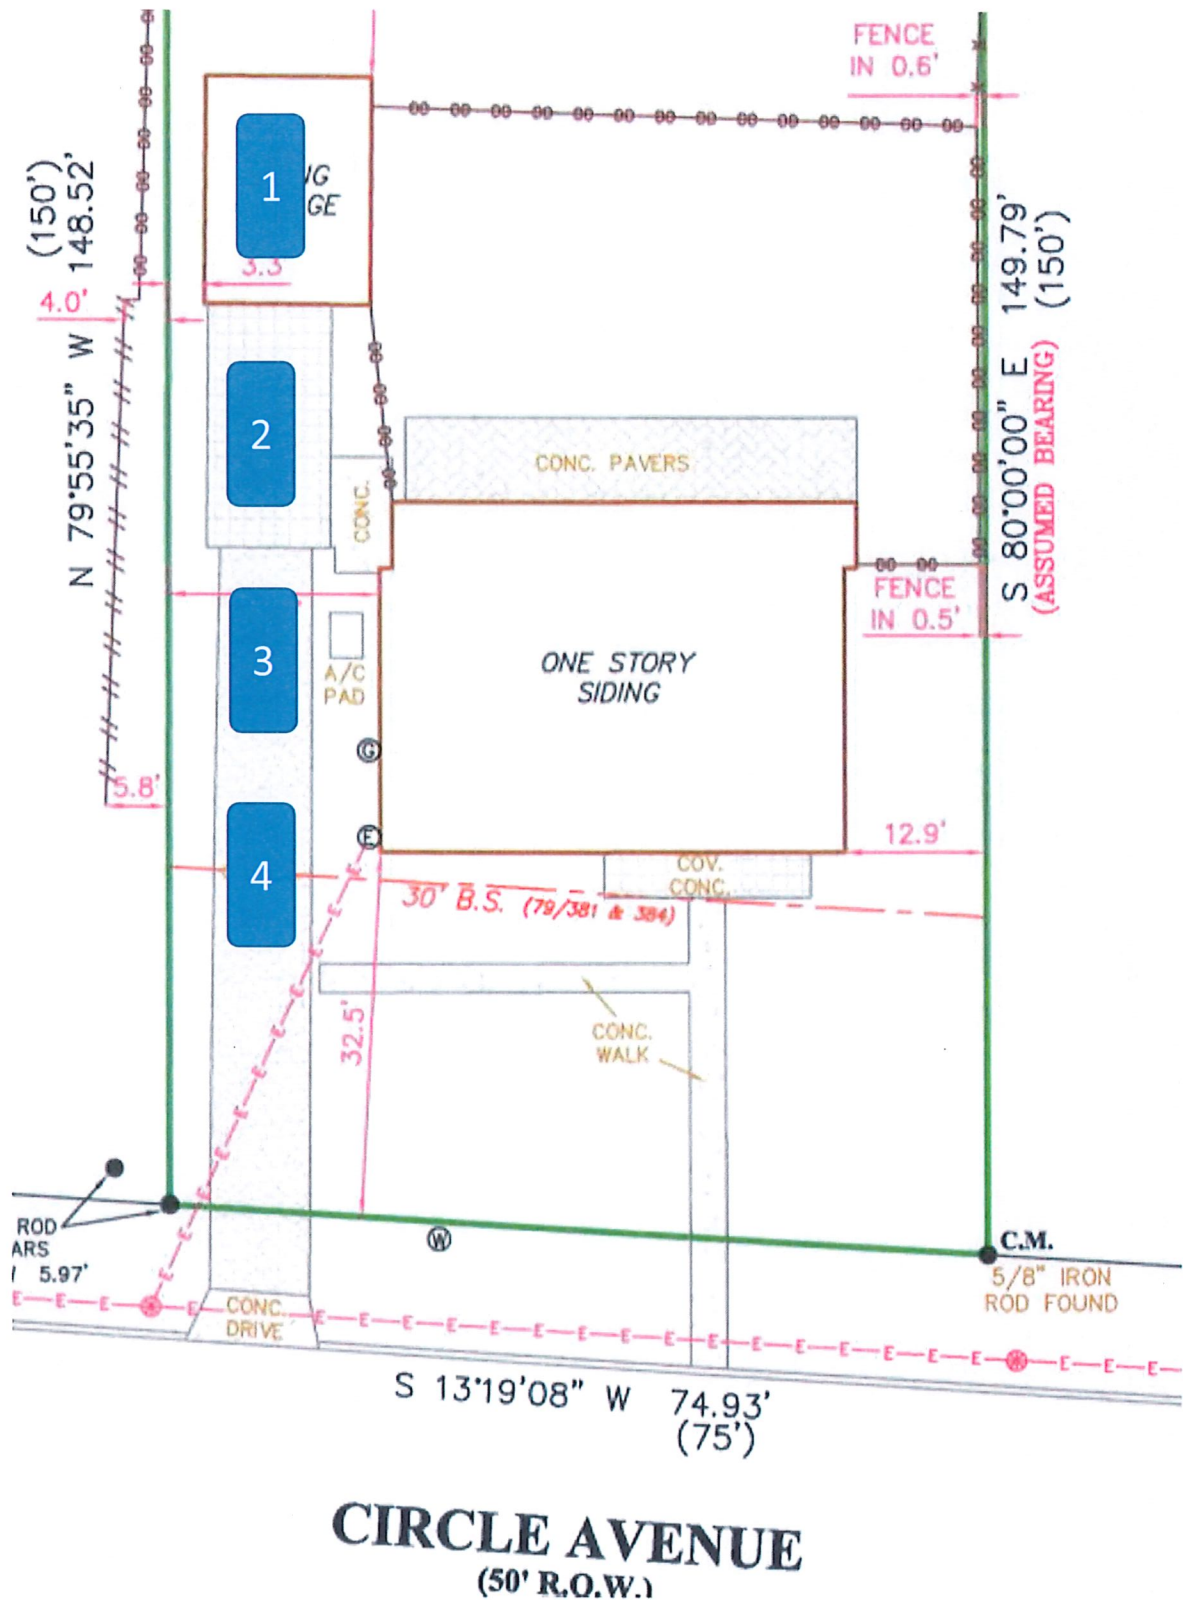 FENCE
IN 0.6'
(150')
N 79°55'35" W 148.52'
1
3.3
4.0'
2
CONC.
CONC. PAVERS
S 80°00'00" E 149.79'
(150')
(ASSUMED BEARING)
FENCE
IN 0.5'
3
A/C
PAD
ONE STORY
SIDING
G
5.8'
E
4
12.9'
COV.
CONC.
30' B.S. (79/381 & 384)
32.5'
CONC.
WALK
W
ROD
5.97'
C.M.
5/8" IRON
ROD FOUND
CONC.
DRIVE
S 13°19'08" W 74.93'
(75')
CIRCLE AVENUE
(50' R.O.W.)